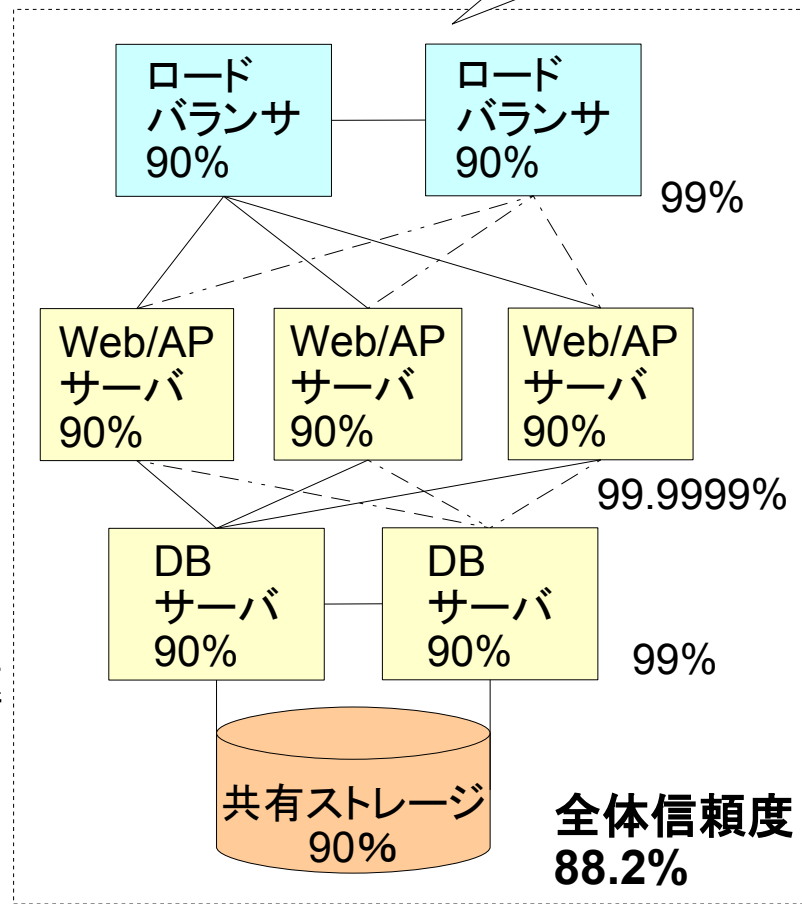 ロード
バランサ
90%
ロード
バランサ
90%
99%
Web/AP
サーバ
90%
Web/AP
サーバ
90%
Web/AP
サーバ
90%
99.9999%
DB
サーバ
90%
DB
サーバ
90%
99%
共有ストレージ
90%
全体信頼度
88.2%